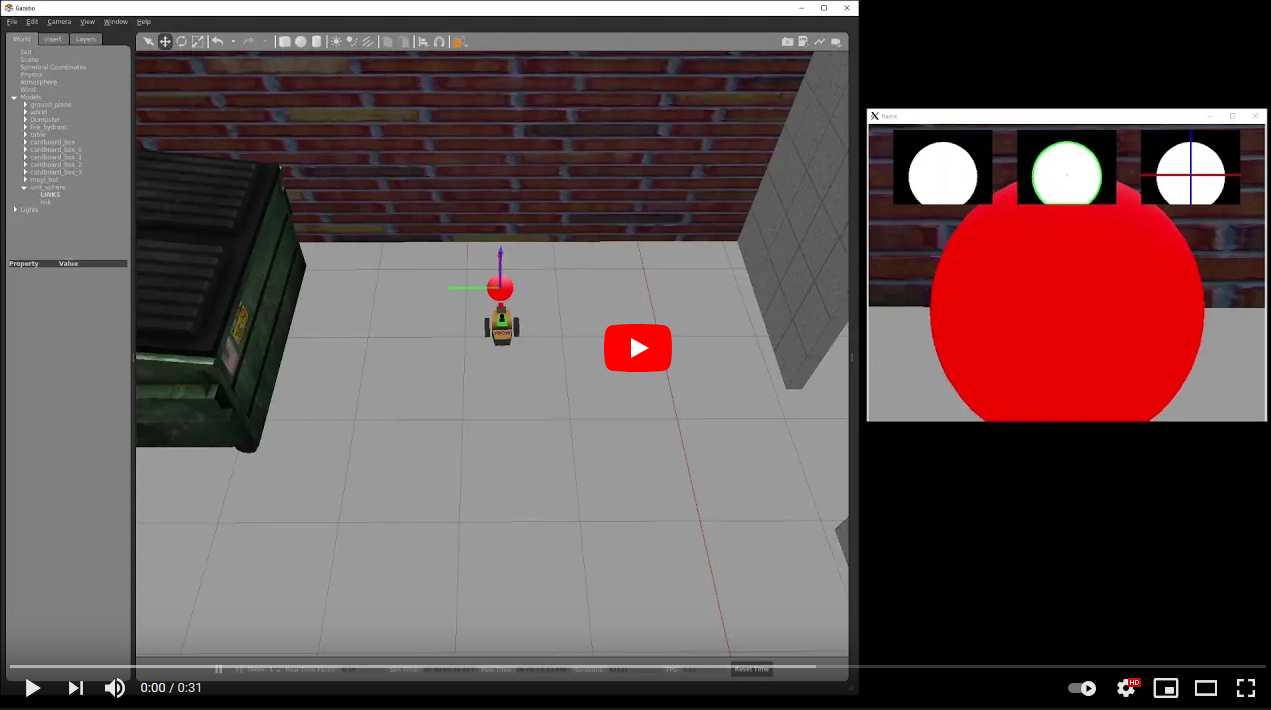 Gazebo
File Edit Camera View Window Help
World Insert Layers
GUI
Scene
Spherical Coordinates
Physics
Atmosphere
Wind
Models
ground_plane
world
Dumpster
fire_hydrant
table
cardboard_box
cardboard_box_0
cardboard_box_1
cardboard_box_2
cardboard_box_3
mogi_bot
unit_sphere
LINKS
link
Lights
Property Value
frame
Reset Time
0:00 / 0:31
HD